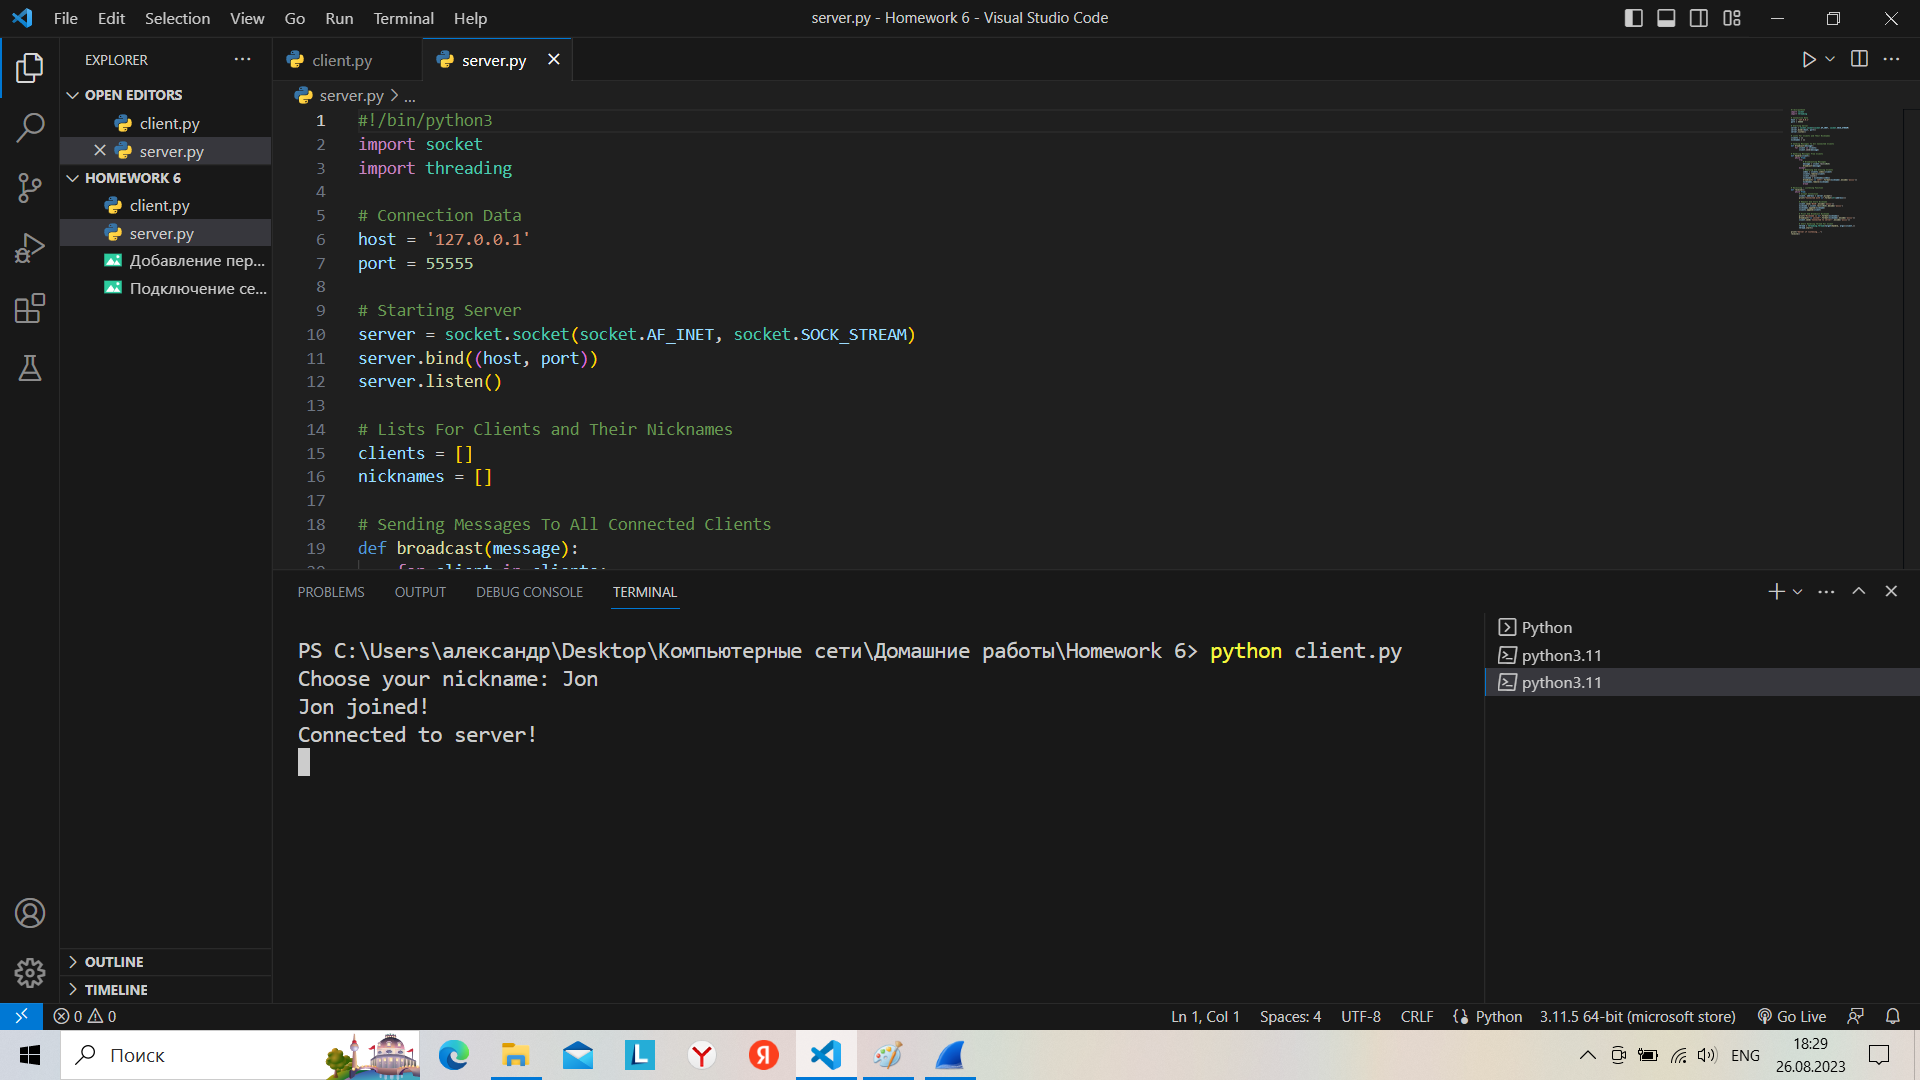 File Edit Selection View Go Run Terminal Help
server.py - Homework 6 - Visual Studio Code
EXPLORER
OPEN EDITORS
client.py
server.py
HOMEWORK 6
client.py
server.py
Добавление пер...
Подключение се...
OUTLINE
TIMELINE
client.py
server.py
server.py > ...
1 #!/bin/python3
2 import socket
3 import threading
4
5 # Connection Data
6 host = '127.0.0.1'
7 port = 55555
8
9 # Starting Server
10 server = socket.socket(socket.AF_INET, socket.SOCK_STREAM)
11 server.bind((host, port))
12 server.listen()
13
14 # Lists For Clients and Their Nicknames
15 clients = []
16 nicknames = []
17
18 # Sending Messages To All Connected Clients
19 def broadcast(message):
20 for client in clients:
PROBLEMS OUTPUT DEBUG CONSOLE TERMINAL
PS C:\Users\александр\Desktop\Компьютерные сети\Домашние работы\Homework 6> python client.py
Choose your nickname: Jon
Jon joined!
Connected to server!
Python
python3.11
python3.11
0 0
Ln 1, Col 1 Spaces: 4 UTF-8 CRLF Python 3.11.5 64-bit (microsoft store) Go Live
Поиск
ENG
18:29
26.08.2023